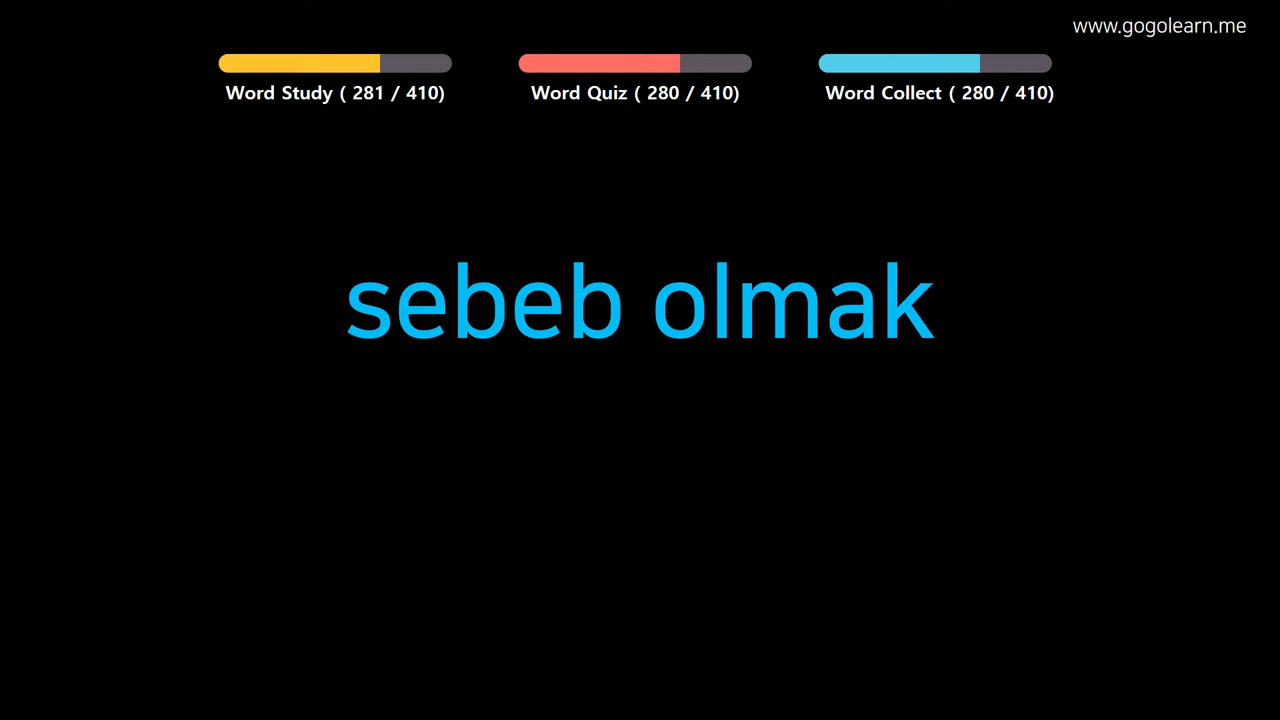 www.gogolearn.me
Word Study ( 281 / 410)
Word Quiz ( 280 / 410)
Word Collect ( 280 / 410)
sebeb olmak